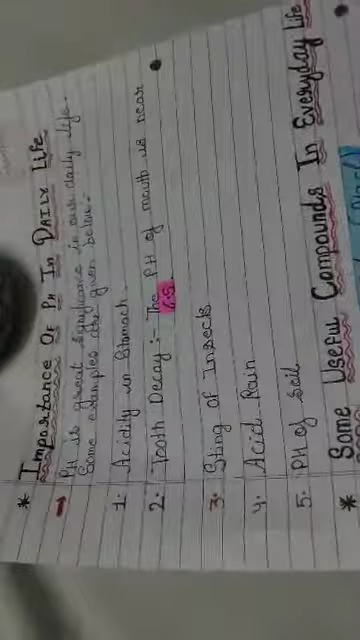 * Importance Of PH In Daily Life
→ PH is great significance in our daily life.
Some examples are given below:-
1. Acidity in Stomach.
2. Tooth Decay :- The PH of mouth is near
6.5.
3. Sting of Insects
4. Acid Rain
5. PH of Soil
* Some Useful Compounds In Everyday Life